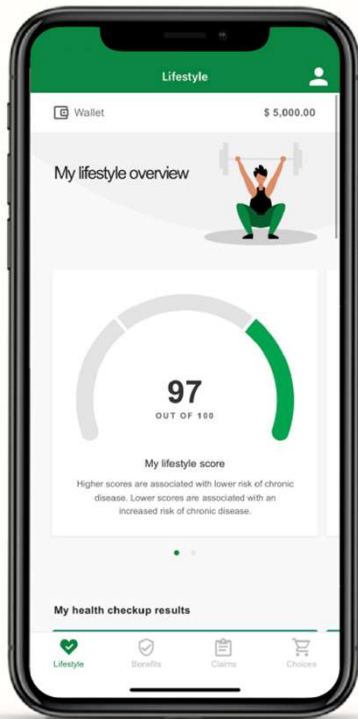 Lifestyle
Wallet $ 5,000.00
My lifestyle overview
97
OUT OF 100
My lifestyle score
Higher scores are associated with lower risk of chronic
disease. Lower scores are associated with an
increased risk of chronic disease.
My health checkup results
Lifestyle Benefits Claims Choices